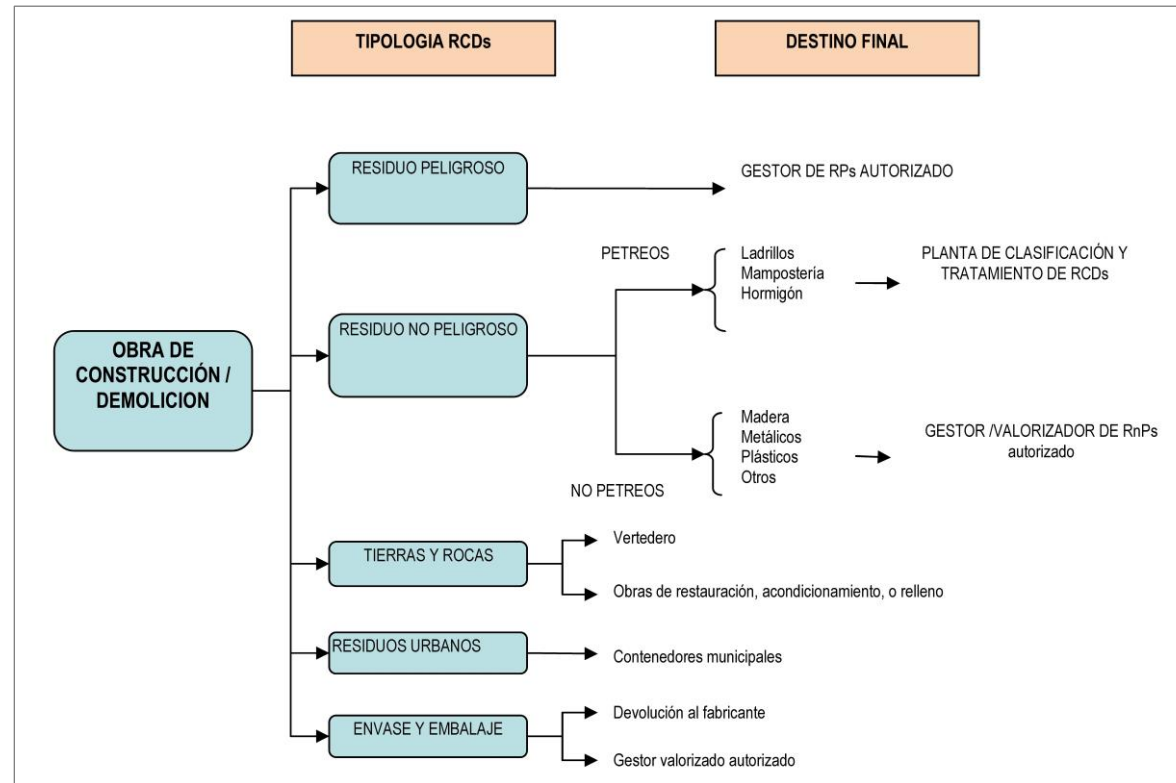 TIPOLOGIA RCDs
DESTINO FINAL
RESIDUO PELIGROSO
GESTOR DE RPs AUTORIZADO
PETREOS
Ladrillos
Mampostería
Hormigón
PLANTA DE CLASIFICACIÓN Y
TRATAMIENTO DE RCDs
RESIDUO NO PELIGROSO
OBRA DE
CONSTRUCCIÓN /
DEMOLICION
Madera
Metálicos
Plásticos
Otros
GESTOR /VALORIZADOR DE RnPs
autorizado
NO PETREOS
TIERRAS Y ROCAS
Vertedero
Obras de restauración, acondicionamiento, o relleno
RESIDUOS URBANOS
Contenedores municipales
ENVASE Y EMBALAJE
Devolución al fabricante
Gestor valorizado autorizado